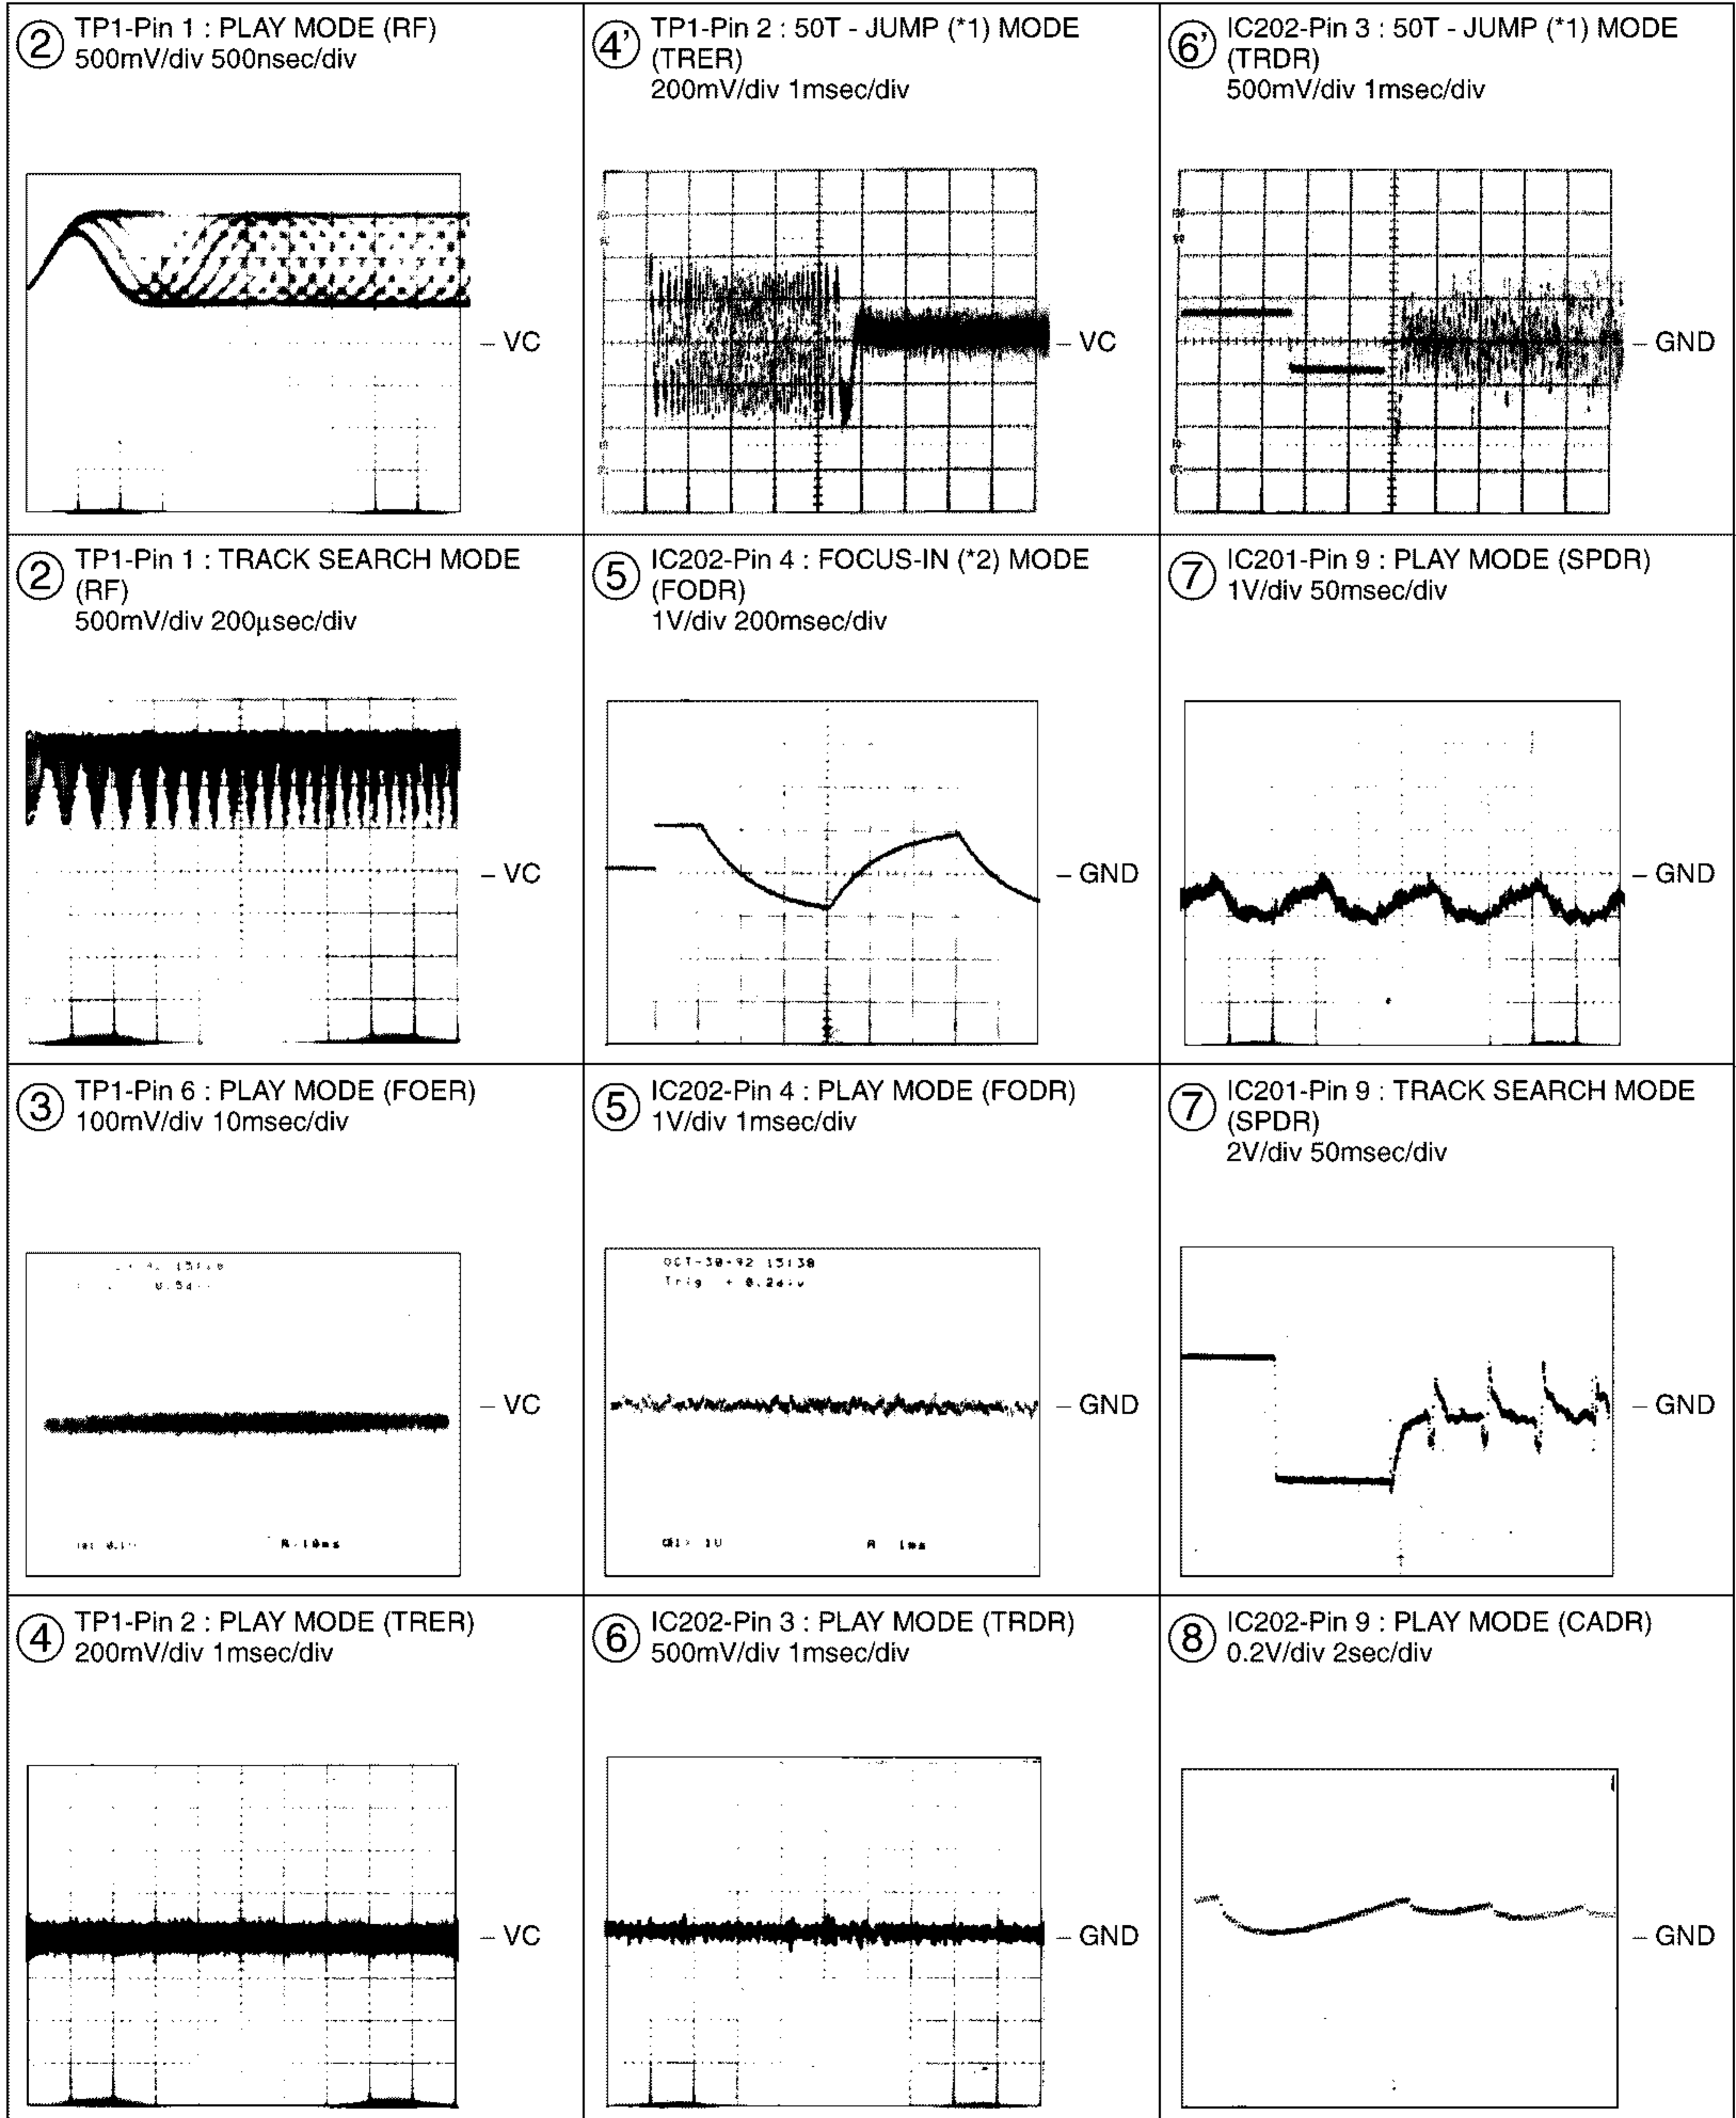 ② TP1-Pin 1 : PLAY MODE (RF)
500mV/div 500nsec/div
– VC
④' TP1-Pin 2 : 50T - JUMP (*1) MODE
(TRER)
200mV/div 1msec/div
– VC
⑥' IC202-Pin 3 : 50T - JUMP (*1) MODE
(TRDR)
500mV/div 1msec/div
– GND
② TP1-Pin 1 : TRACK SEARCH MODE
(RF)
500mV/div 200µsec/div
– VC
⑤ IC202-Pin 4 : FOCUS-IN (*2) MODE
(FODR)
1V/div 200msec/div
– GND
⑦ IC201-Pin 9 : PLAY MODE (SPDR)
1V/div 50msec/div
– GND
③ TP1-Pin 6 : PLAY MODE (FOER)
100mV/div 10msec/div
– VC
A 10ms
⑤ IC202-Pin 4 : PLAY MODE (FODR)
1V/div 1msec/div
OCT-30-92 15:38
Trig + 0.2div
– GND
A 1ms
⑦ IC201-Pin 9 : TRACK SEARCH MODE
(SPDR)
2V/div 50msec/div
– GND
④ TP1-Pin 2 : PLAY MODE (TRER)
200mV/div 1msec/div
– VC
⑥ IC202-Pin 3 : PLAY MODE (TRDR)
500mV/div 1msec/div
– GND
⑧ IC202-Pin 9 : PLAY MODE (CADR)
0.2V/div 2sec/div
– GND